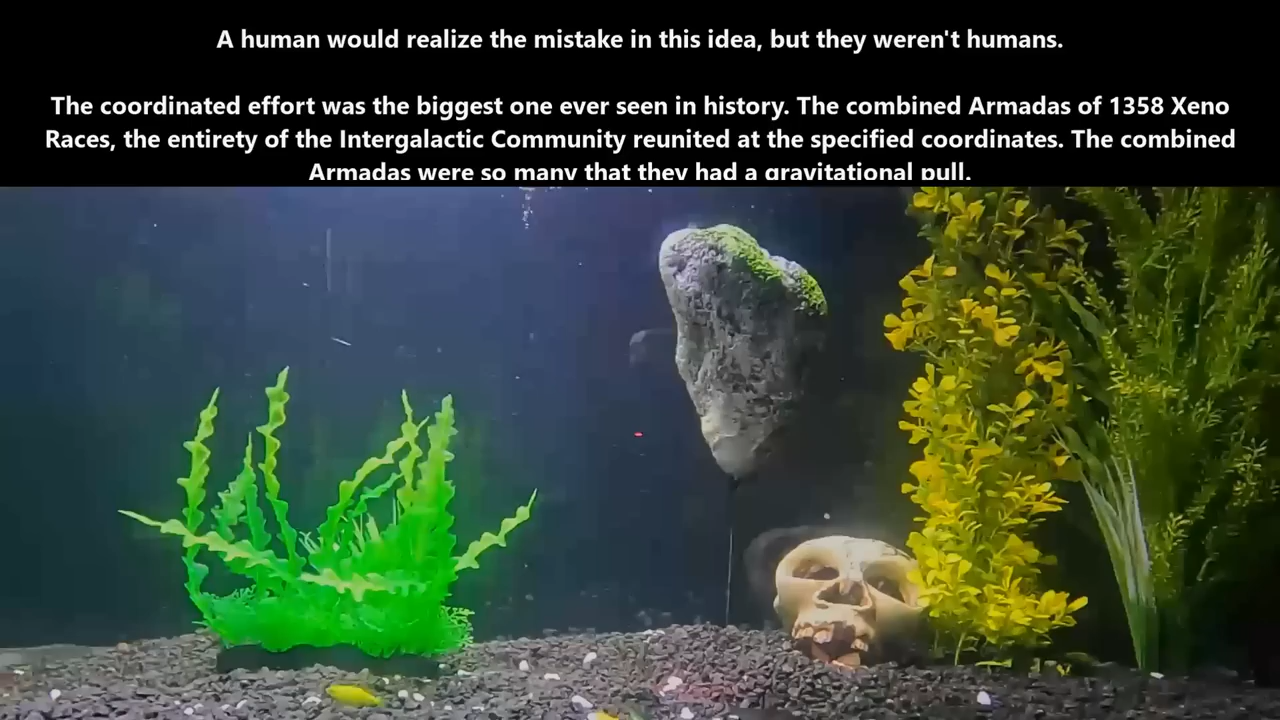 A human would realize the mistake in this idea, but they weren't humans.
The coordinated effort was the biggest one ever seen in history. The combined Armadas of 1358 Xeno
Races, the entirety of the Intergalactic Community reunited at the specified coordinates. The combined
Armadas were so many that they had a gravitational pull.